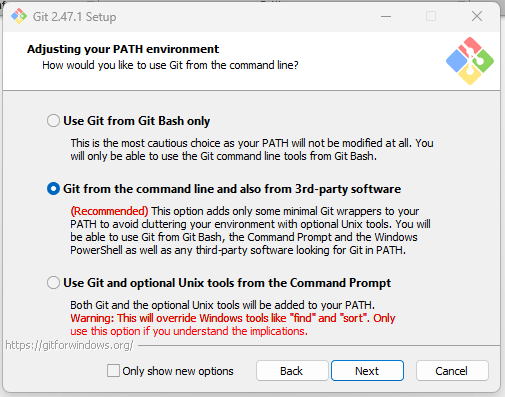 Git 2.47.1 Setup
Adjusting your PATH environment
How would you like to use Git from the command line?
Use Git from Git Bash only
This is the most cautious choice as your PATH will not be modified at all. You
will only be able to use the Git command line tools from Git Bash.
Git from the command line and also from 3rd-party software
(Recommended) This option adds only some minimal Git wrappers to your
PATH to avoid cluttering your environment with optional Unix tools. You will
be able to use Git from Git Bash, the Command Prompt and the Windows
PowerShell as well as any third-party software looking for Git in PATH.
Use Git and optional Unix tools from the Command Prompt
Both Git and the optional Unix tools will be added to your PATH.
Warning: This will override Windows tools like "find" and "sort". Only
use this option if you understand the implications.
https://gitforwindows.org/
Only show new options
Back
Next
Cancel